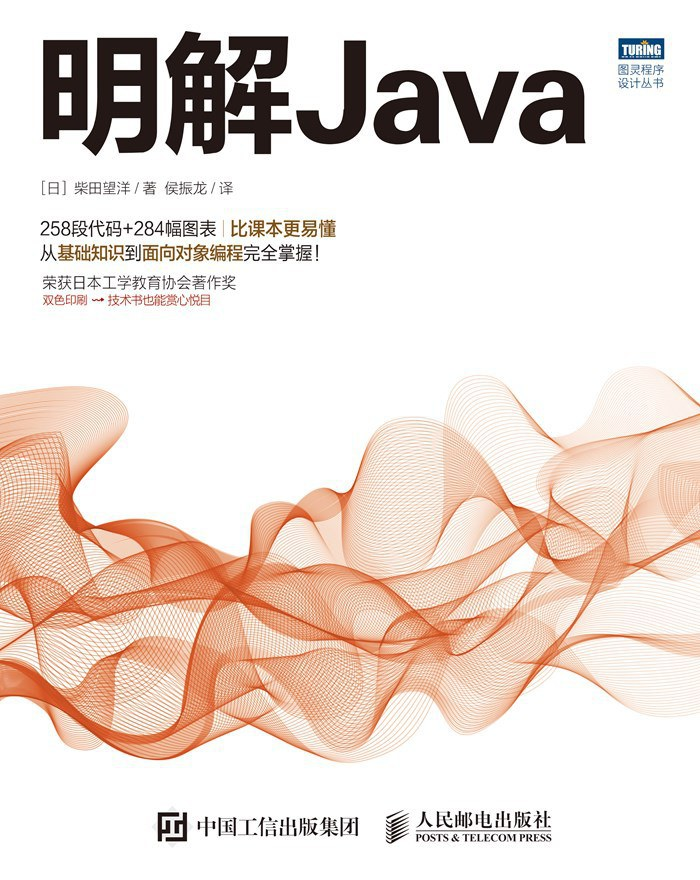 明解Java
TURING
图灵程序
设计丛书
［日］柴田望洋/著 侯振龙/译
258段代码+284幅图表|比课本更易懂
从基础知识到面向对象编程完全掌握！
荣获日本工学教育协会著作奖
双色印刷 ⇝ 技术书也能赏心悦目
中国工信出版集团
人民邮电出版社
POSTS & TELECOM PRESS